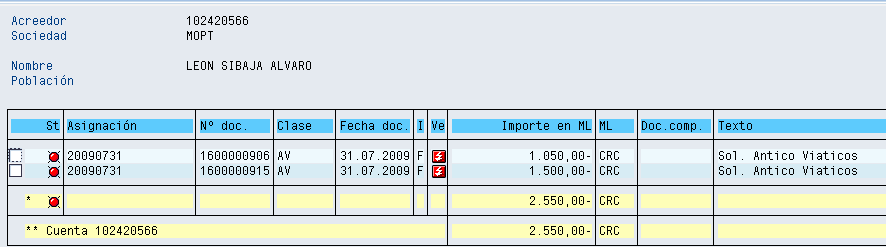 Acreedor 102420566
Sociedad MOPT
Nombre LEON SIBAJA ALVARO
Población
St Asignación Nº doc. Clase Fecha doc. I Ve Importe en ML ML Doc.comp. Texto
20090731 1600000906 AV 31.07.2009 F 1.050,00- CRC Sol. Antico Viaticos
20090731 1600000915 AV 31.07.2009 F 1.500,00- CRC Sol. Antico Viaticos
* 2.550,00- CRC
** Cuenta 102420566 2.550,00- CRC